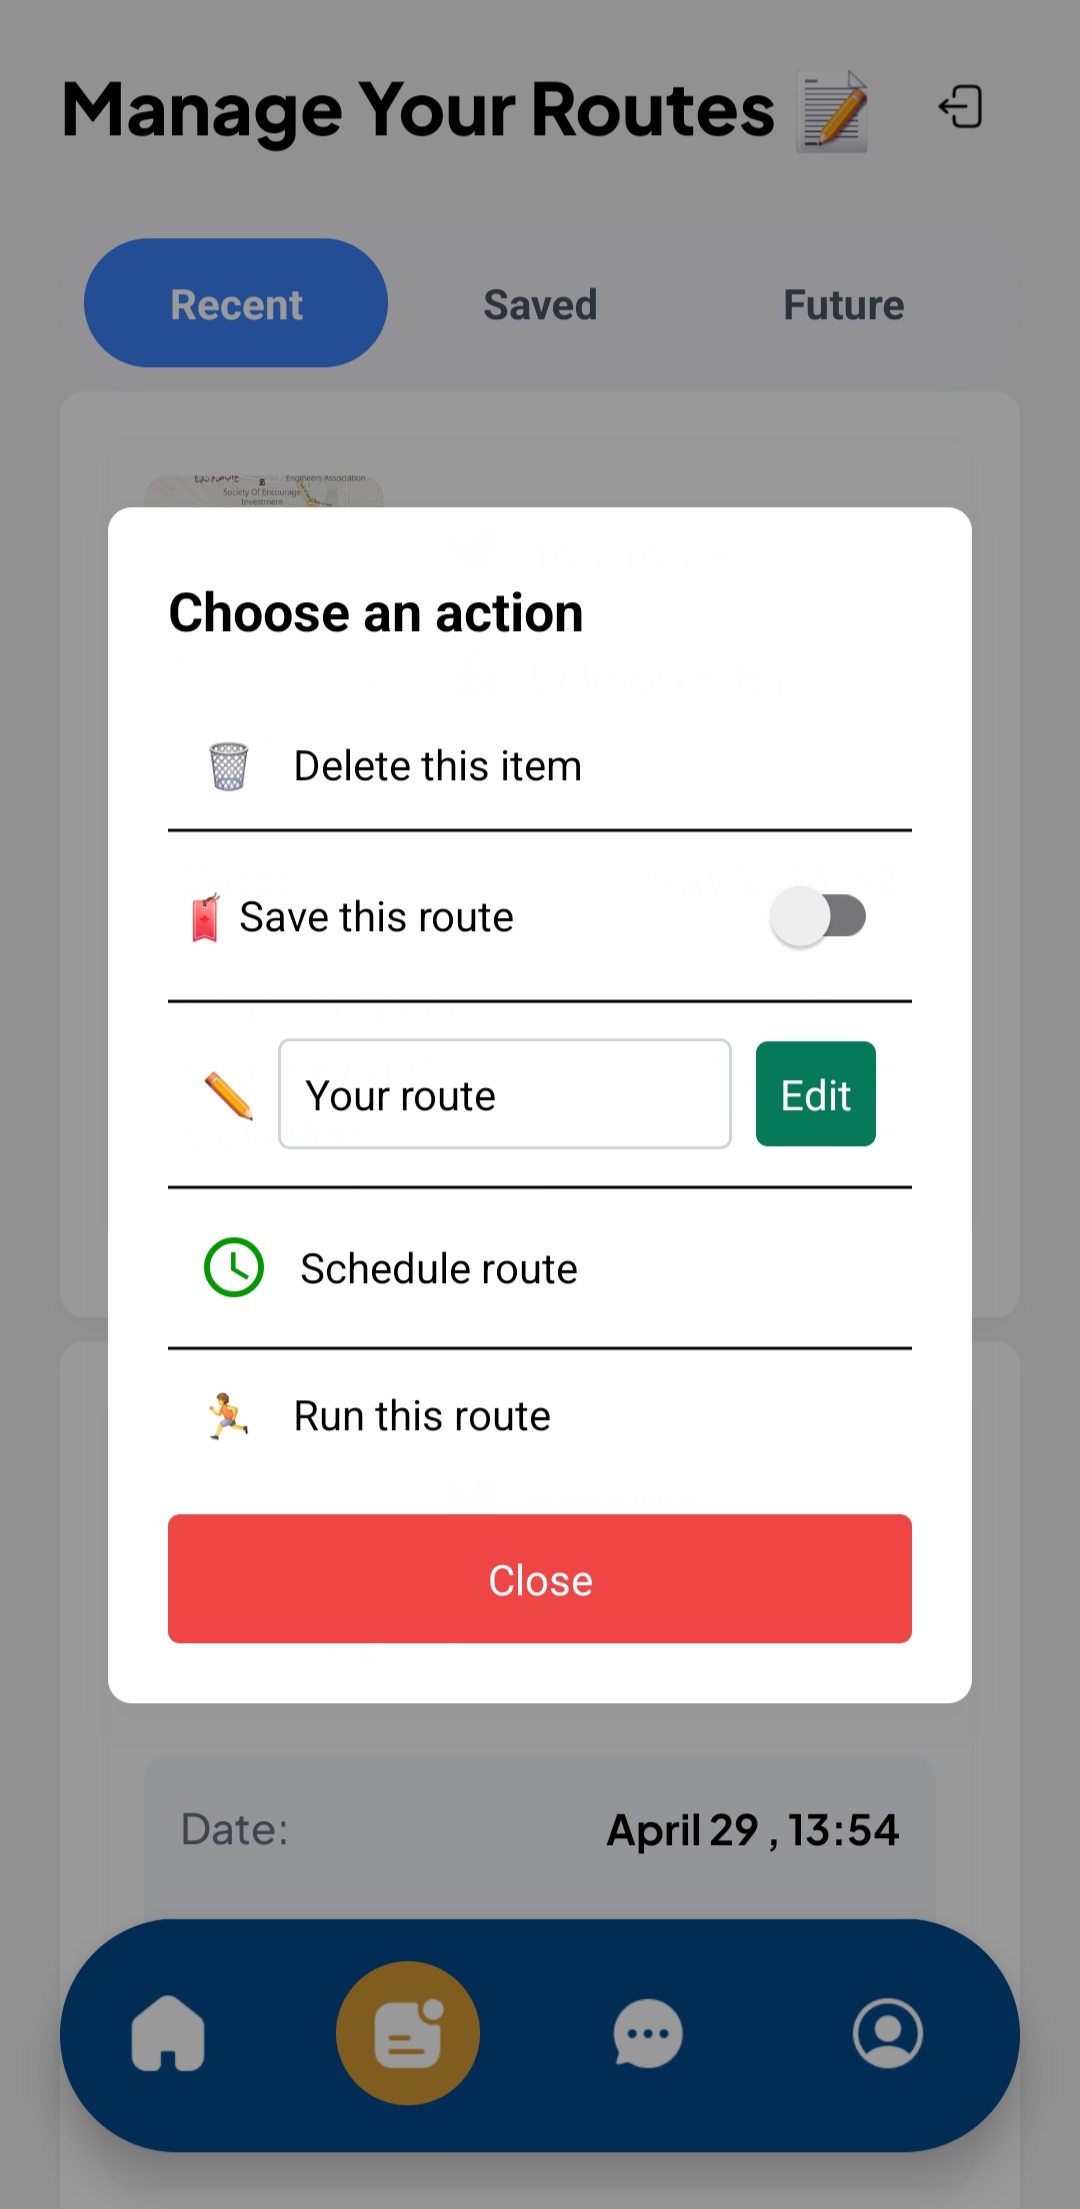 Manage Your Routes
Recent
Saved
Future
Engineers Association
Society Of Encourage
Investment
Choose an action
Delete this item
Save this route
Your route
Edit
Schedule route
Run this route
Close
Date:
April 29 , 13:54